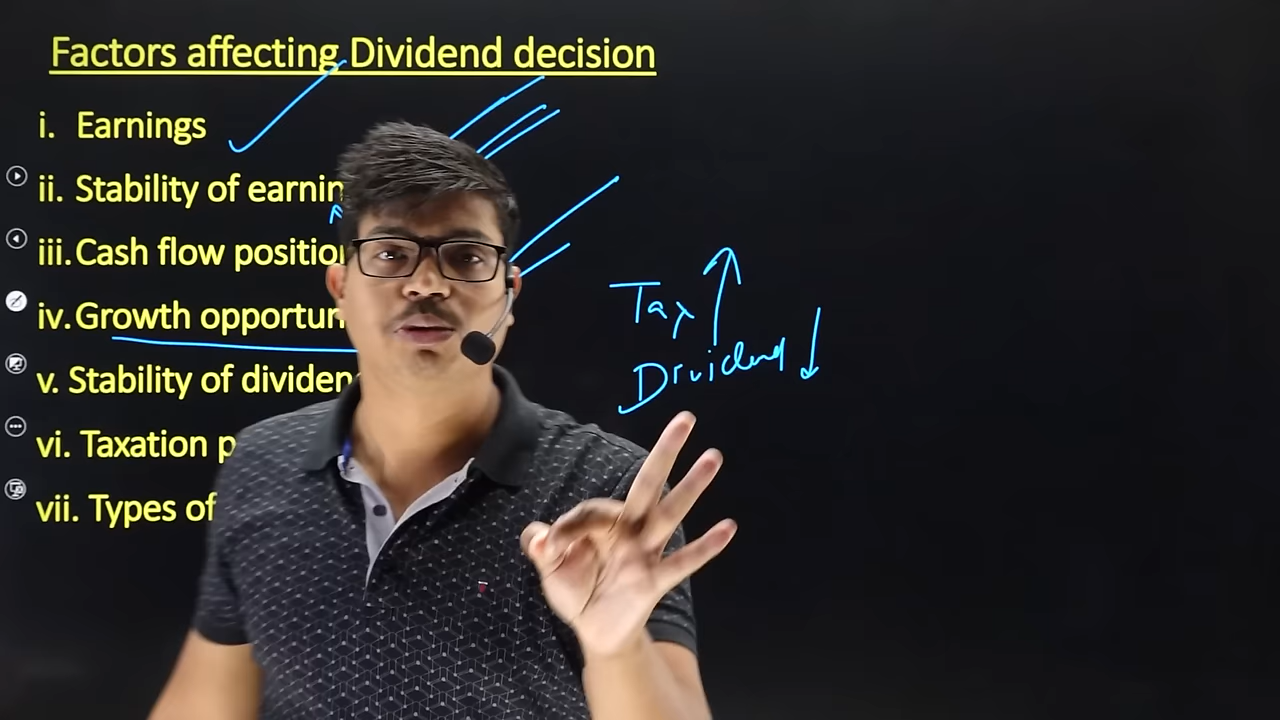 Factors affecting Dividend decision
i. Earnings
ii. Stability of earnin
iii. Cash flow position
iv. Growth opportun
v. Stability of dividen
vi. Taxation p
vii. Types of
Tax ↑
Dividend ↓